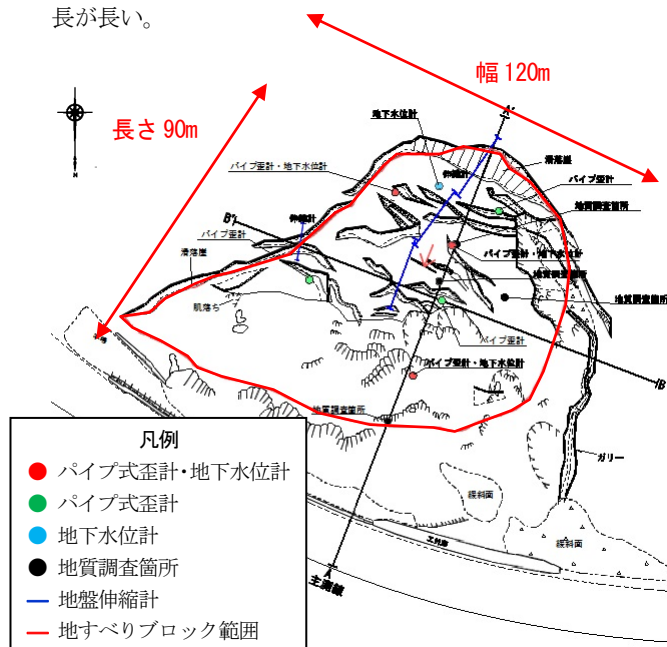 長が長い。
幅 120m
長さ 90m
地下水位計
滑落崖
パイプ歪計・地下水位計
伸縮計
パイプ歪計
地質調査箇所
伸縮計
パイプ歪計
滑落崖
パイプ歪計・地下水位計
地質調査箇所
地質調査箇所
肌落ち
パイプ歪計
B
パイプ歪計・地下水位計
地質調査箇所
ガリー
緩斜面
緩斜面
A
主測線
凡例
パイプ式歪計・地下水位計
パイプ式歪計
地下水位計
地質調査箇所
地盤伸縮計
地すべりブロック範囲